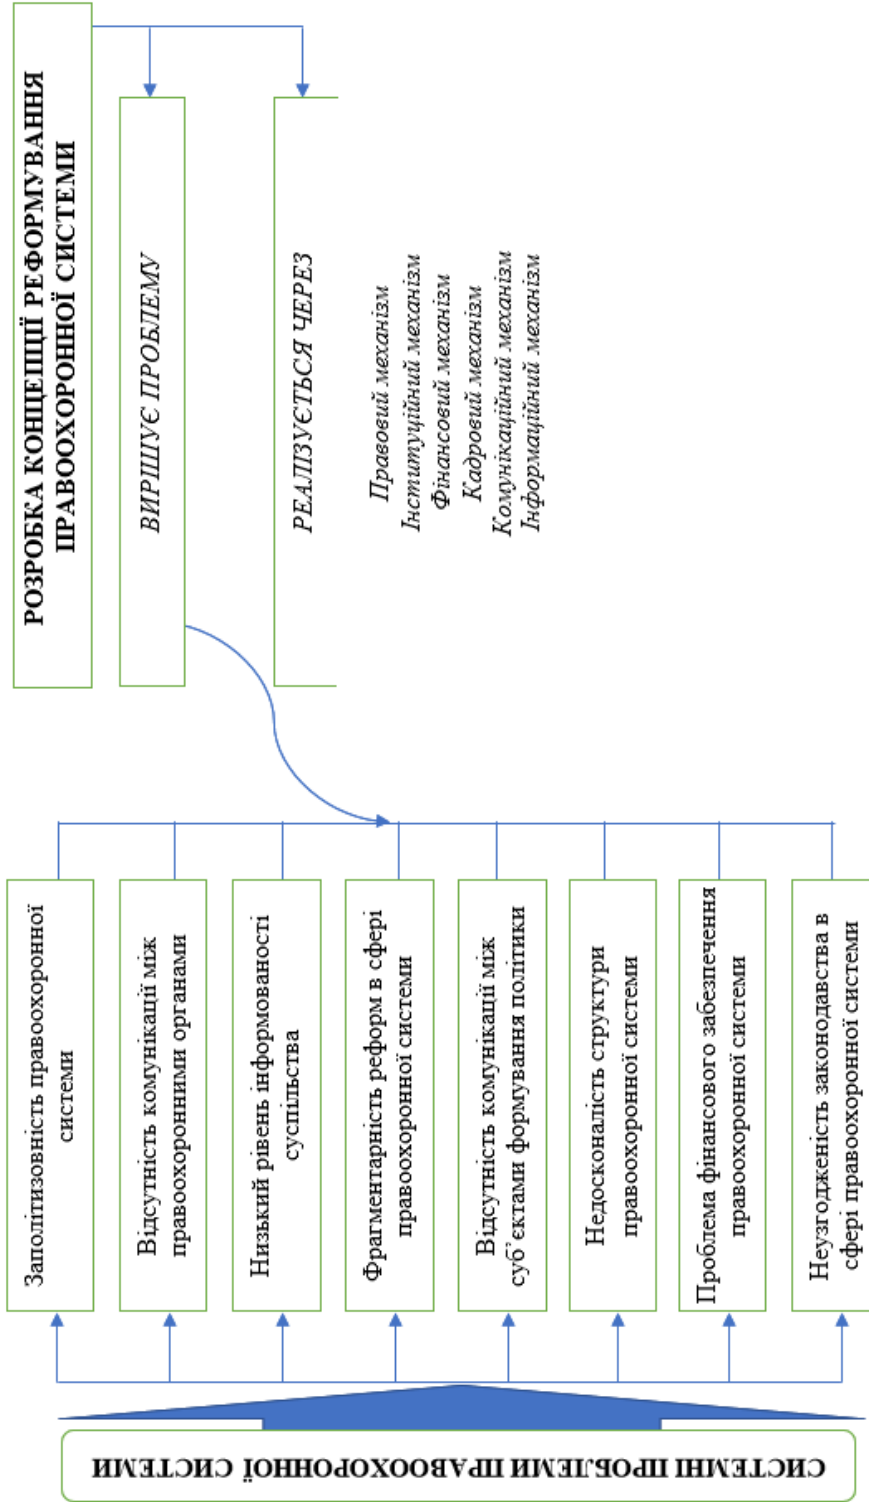 СИСТЕМНІ ПРОБЛЕМИ ПРАВООХОРОННОЇ СИСТЕМИ
Заполітизовність правоохоронної
системи
Відсутність комунікації між
правоохоронними органами
Низький рівень інформованості
суспільства
Фрагментарність реформ в сфері
правоохоронної системи
Відсутність комунікації між
суб’єктами формування політики
Недосконалість структури
правоохоронної системи
Проблема фінансового забезпечення
правоохоронної системи
Неузгодженість законодавства в
сфері правоохоронної системи
РОЗРОБКА КОНЦЕПЦІЇ РЕФОРМУВАННЯ
ПРАВООХОРОННОЇ СИСТЕМИ
ВИРІШУЄ ПРОБЛЕМУ
РЕАЛІЗУЄТЬСЯ ЧЕРЕЗ
Правовий механізм
Інституційний механізм
Фінансовий механізм
Кадровий механізм
Комунікаційний механізм
Інформаційний механізм